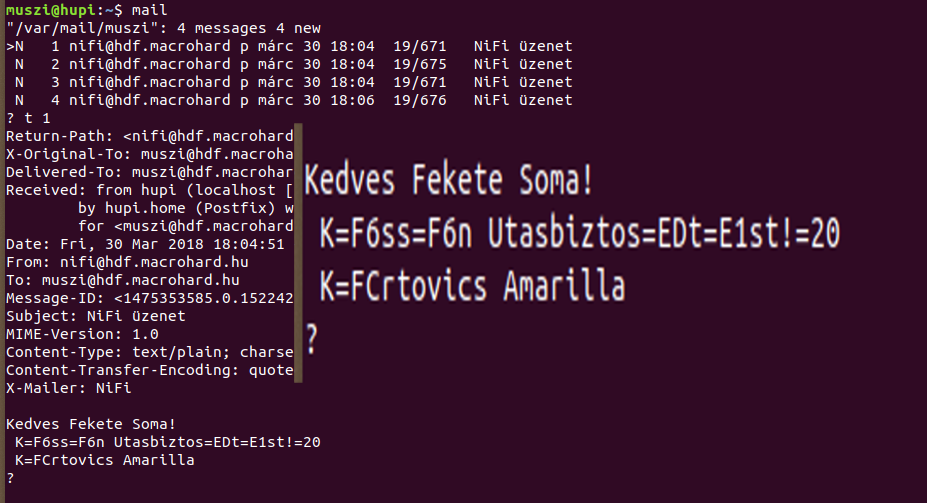 muszi@hupi:~$ mail
"/var/mail/muszi": 4 messages 4 new
>N   1 nifi@hdf.macrohard p márc 30 18:04  19/671   NiFi üzenet
 N   2 nifi@hdf.macrohard p márc 30 18:04  19/675   NiFi üzenet
 N   3 nifi@hdf.macrohard p márc 30 18:04  19/671   NiFi üzenet
 N   4 nifi@hdf.macrohard p márc 30 18:06  19/676   NiFi üzenet
? t 1
Return-Path: <nifi@hdf.macrohard
X-Original-To: muszi@hdf.macroha
Delivered-To: muszi@hdf.macrohar
Received: from hupi (localhost [
        by hupi.home (Postfix) w
        for <muszi@hdf.macrohard
Date: Fri, 30 Mar 2018 18:04:51
From: nifi@hdf.macrohard.hu
To: muszi@hdf.macrohard.hu
Message-ID: <1475353585.0.152242
Subject: NiFi üzenet
MIME-Version: 1.0
Content-Type: text/plain; charse
Content-Transfer-Encoding: quote
X-Mailer: NiFi
Kedves Fekete Soma!
 K=F6ss=F6n Utasbiztos=EDt=E1st!=20
 K=FCrtovics Amarilla
?
Kedves Fekete Soma!
 K=F6ss=F6n Utasbiztos=EDt=E1st!=20
 K=FCrtovics Amarilla
?